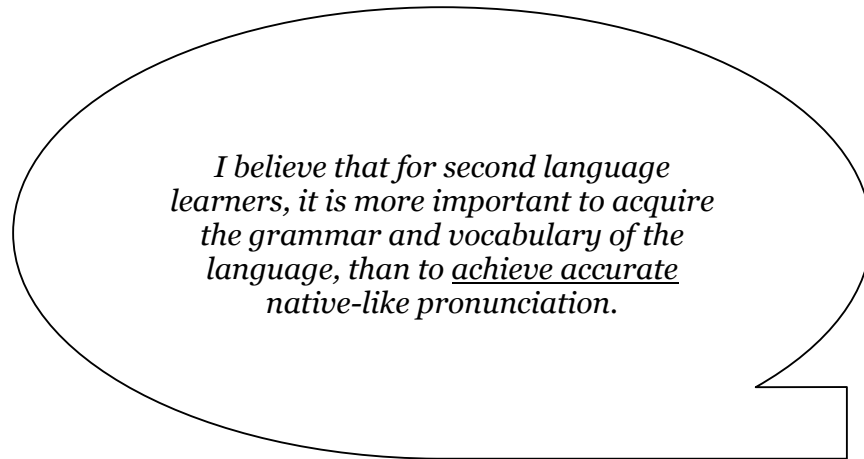 I believe that for second language
learners, it is more important to acquire
the grammar and vocabulary of the
language, than to achieve accurate
native-like pronunciation.